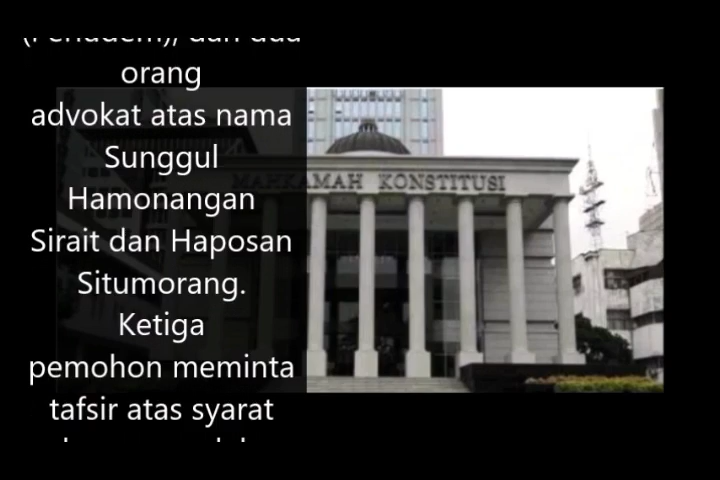 orang
advokat atas nama
Sunggul
Hamonangan
Sirait dan Haposan
Situmorang.
Ketiga
pemohon meminta
tafsir atas syarat
MAHKAMAH KONSTITUSI